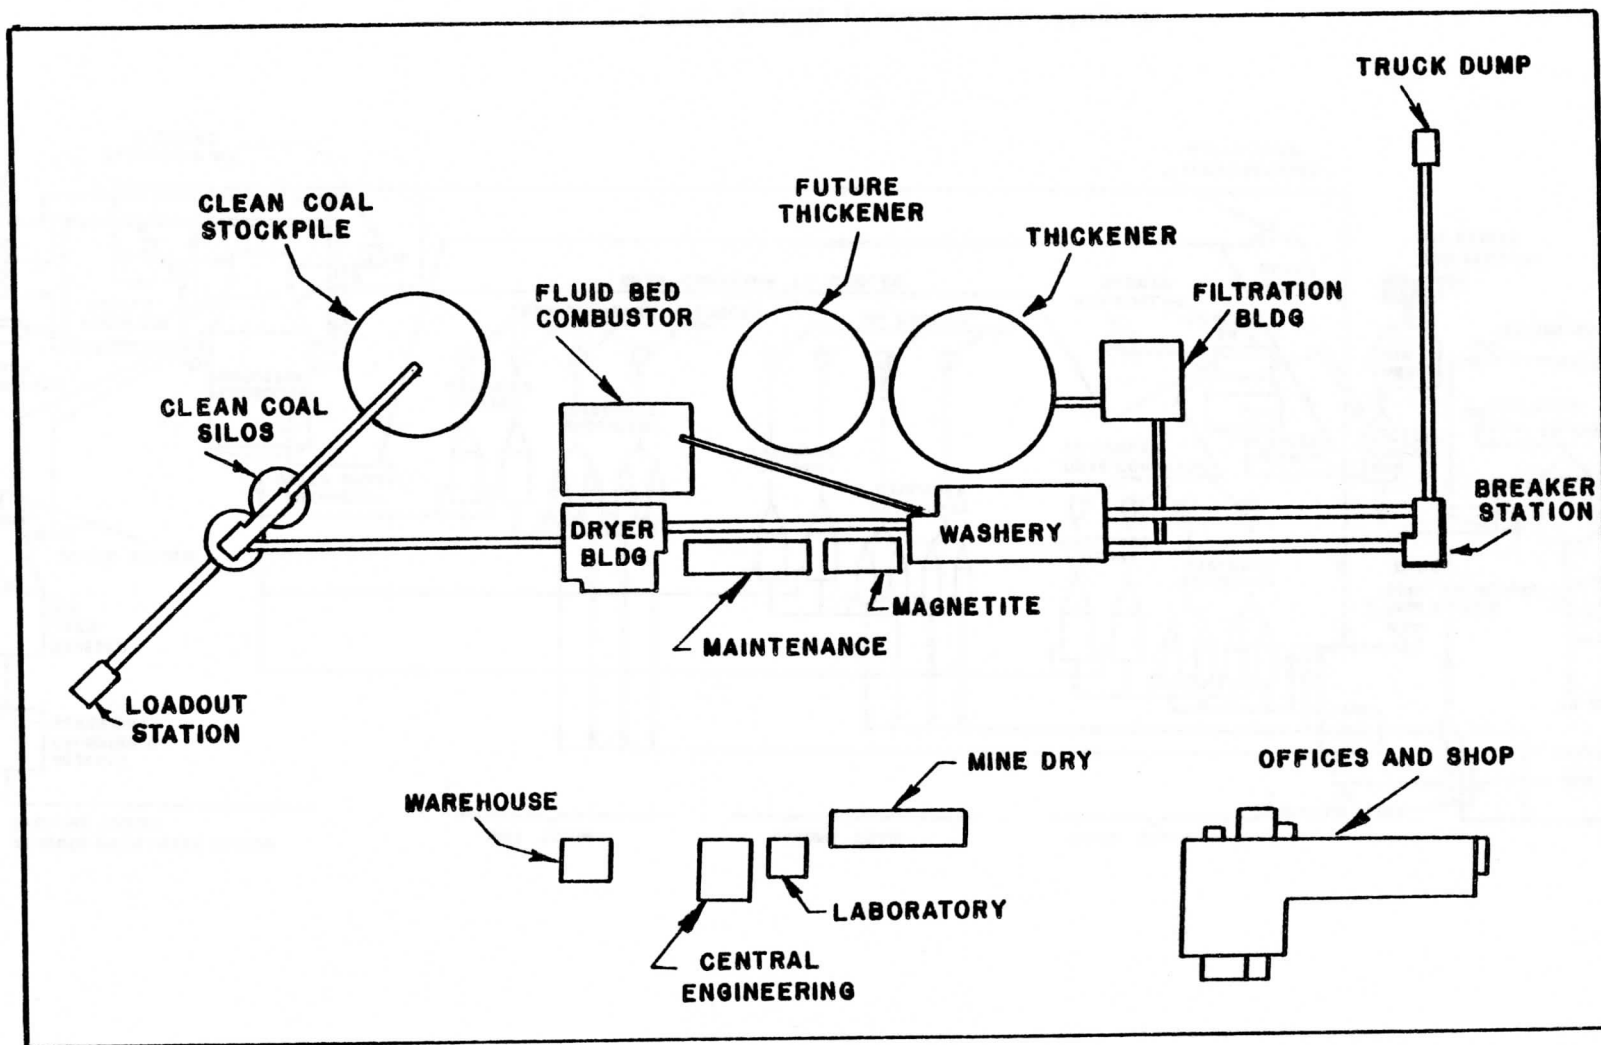 TRUCK DUMP
CLEAN COAL
STOCKPILE
FUTURE
THICKENER
THICKENER
FLUID BED
COMBUSTOR
FILTRATION
BLDG
CLEAN COAL
SILOS
BREAKER
STATION
DRYER
BLDG
WASHERY
MAGNETITE
MAINTENANCE
LOADOUT
STATION
MINE DRY
OFFICES AND SHOP
WAREHOUSE
LABORATORY
CENTRAL
ENGINEERING